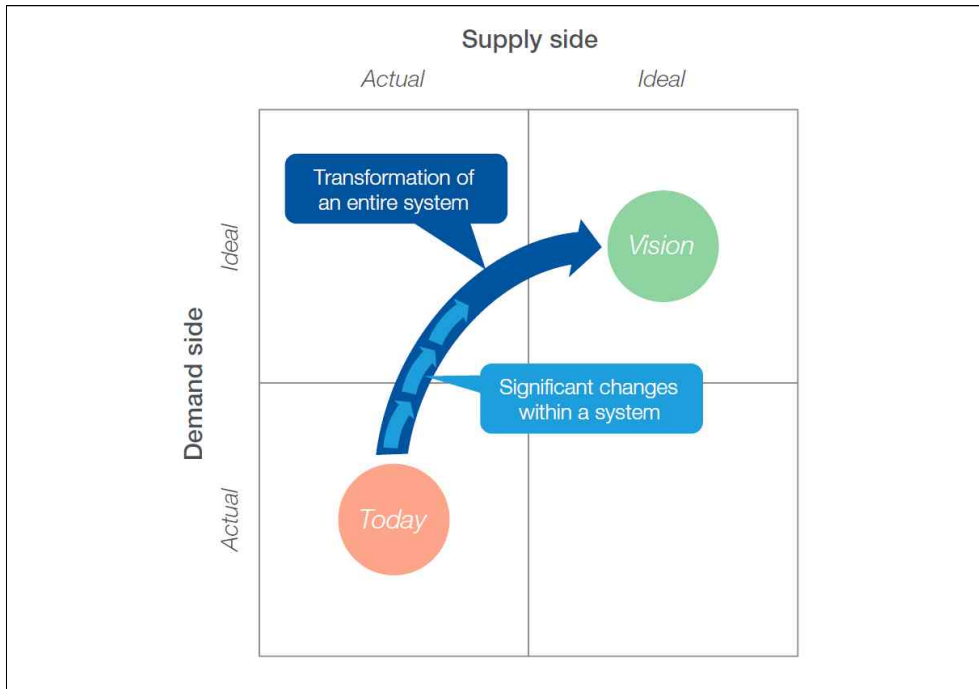 Supply side
Actual
Ideal
Transformation of
an entire system
Ideal
Vision
Demand side
Significant changes
within a system
Actual
Today